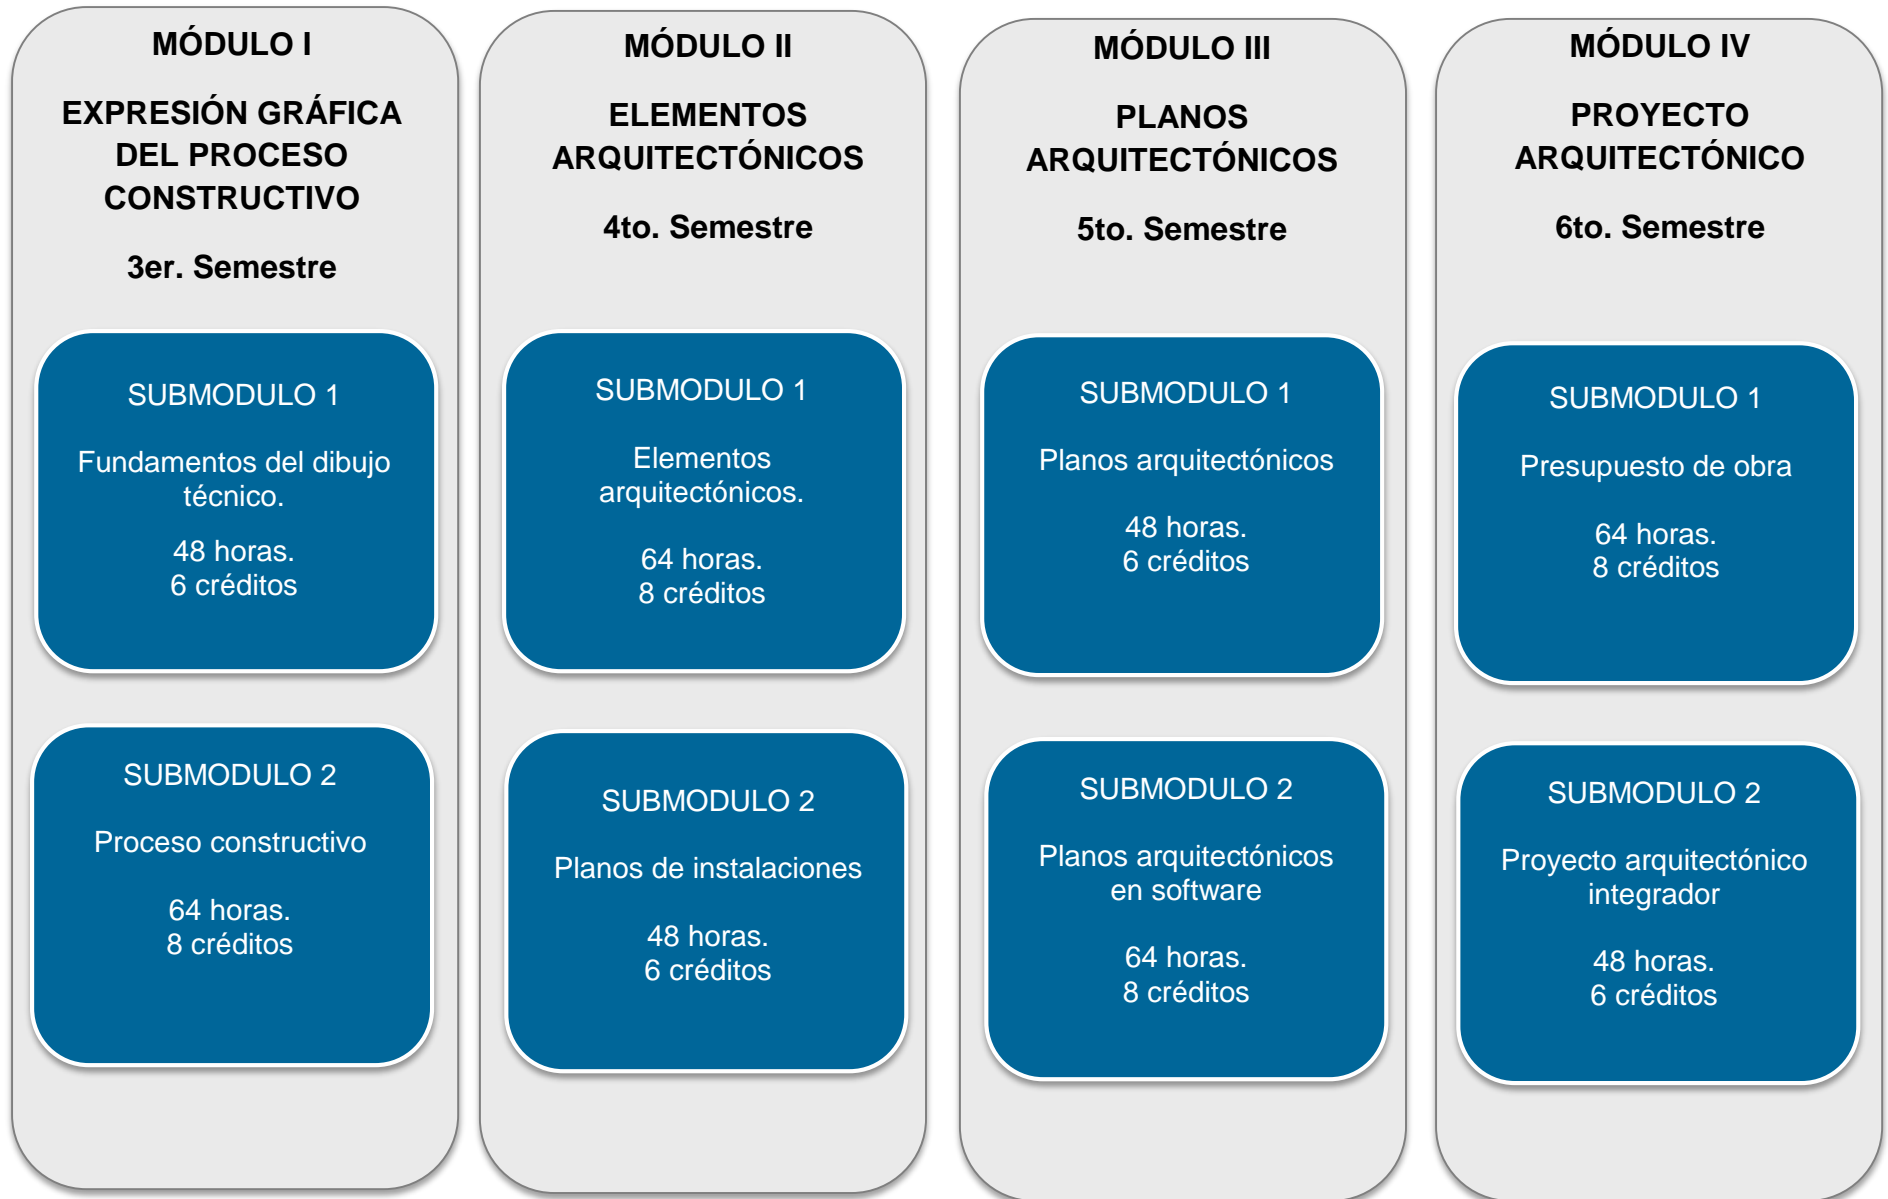 MÓDULO I
EXPRESIÓN GRÁFICA
DEL PROCESO
CONSTRUCTIVO
3er. Semestre
SUBMODULO 1
Fundamentos del dibujo
técnico.
48 horas.
6 créditos
SUBMODULO 2
Proceso constructivo
64 horas.
8 créditos
MÓDULO II
ELEMENTOS
ARQUITECTÓNICOS
4to. Semestre
SUBMODULO 1
Elementos
arquitectónicos.
64 horas.
8 créditos
SUBMODULO 2
Planos de instalaciones
48 horas.
6 créditos
MÓDULO III
PLANOS
ARQUITECTÓNICOS
5to. Semestre
SUBMODULO 1
Planos arquitectónicos
48 horas.
6 créditos
SUBMODULO 2
Planos arquitectónicos
en software
64 horas.
8 créditos
MÓDULO IV
PROYECTO
ARQUITECTÓNICO
6to. Semestre
SUBMODULO 1
Presupuesto de obra
64 horas.
8 créditos
SUBMODULO 2
Proyecto arquitectónico
integrador
48 horas.
6 créditos